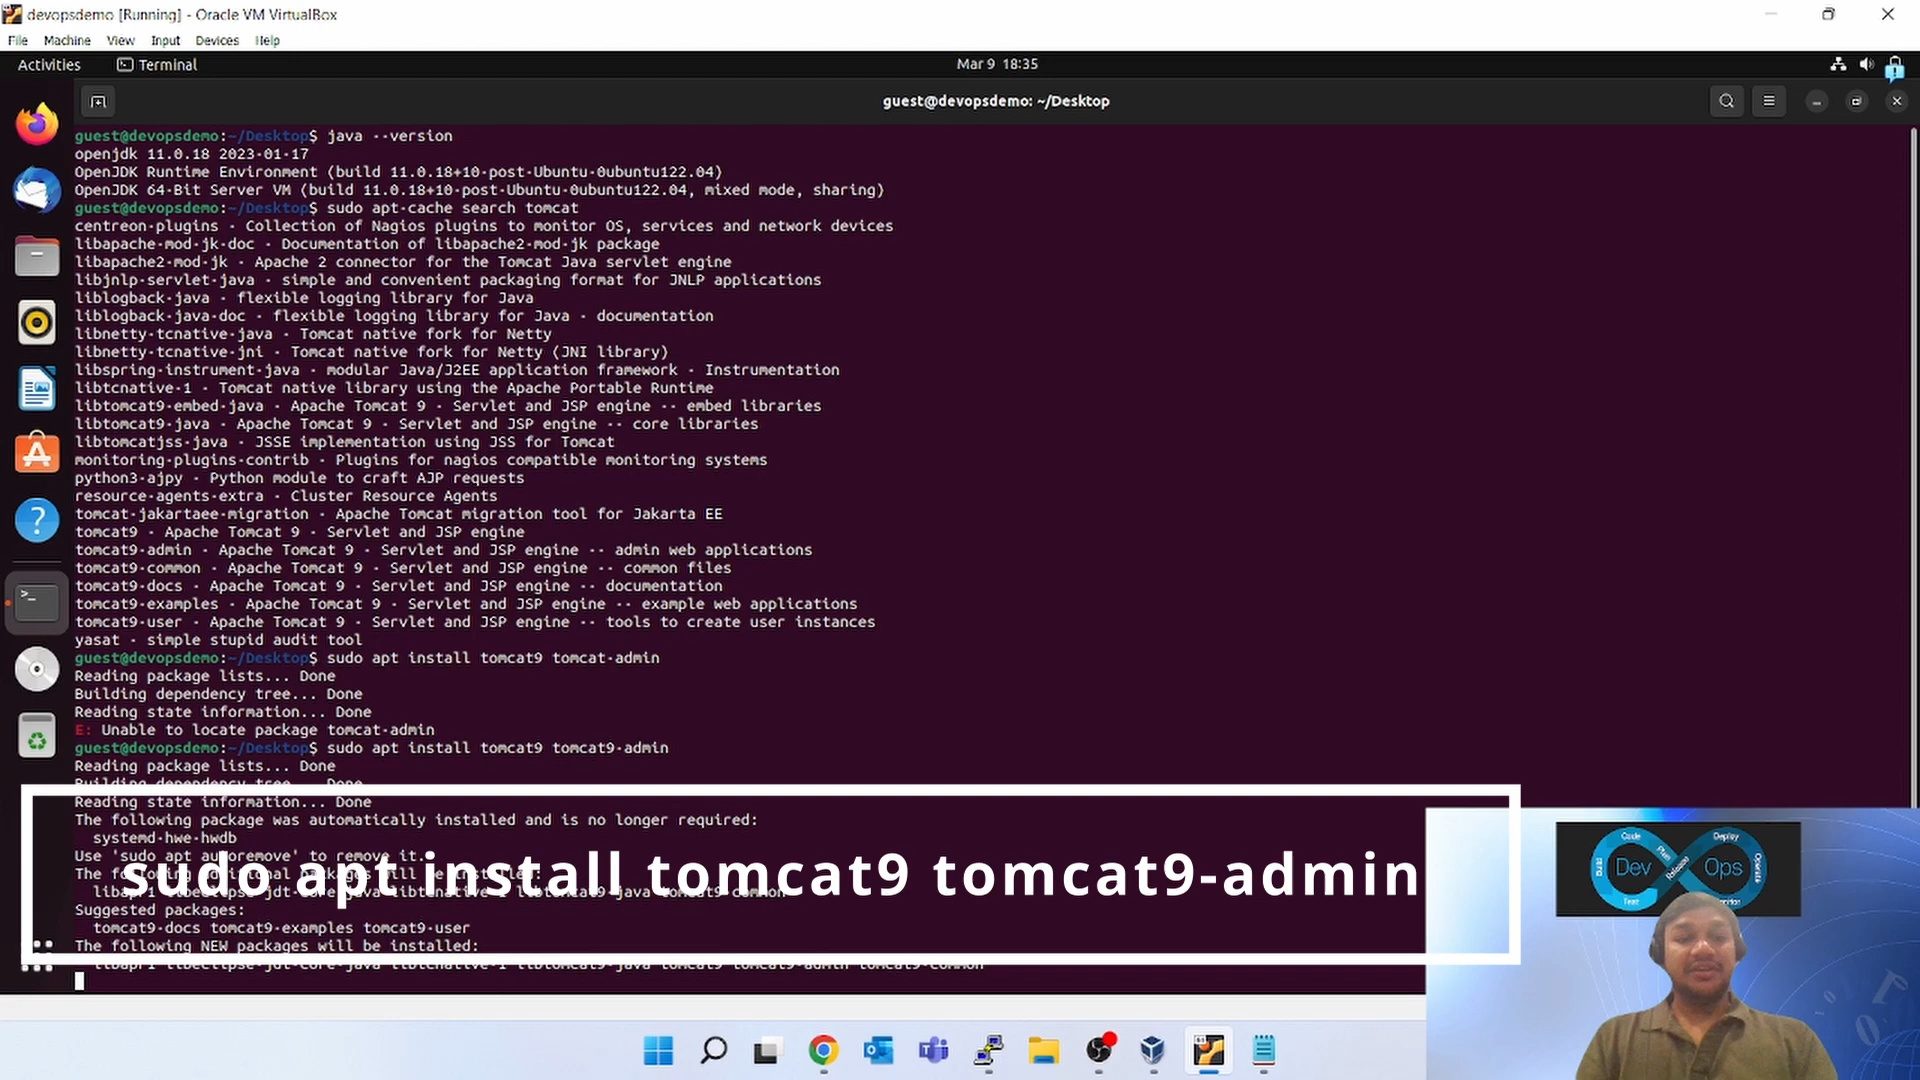 devopsdemo [Running] - Oracle VM VirtualBox
File Machine View Input Devices Help
Activities Terminal Mar 9 18:35
guest@devopsdemo: ~/Desktop
guest@devopsdemo:~/Desktop$ java --version
openjdk 11.0.18 2023-01-17
OpenJDK Runtime Environment (build 11.0.18+10-post-Ubuntu-0ubuntu122.04)
OpenJDK 64-Bit Server VM (build 11.0.18+10-post-Ubuntu-0ubuntu122.04, mixed mode, sharing)
guest@devopsdemo:~/Desktop$ sudo apt-cache search tomcat
centreon-plugins - Collection of Nagios plugins to monitor OS, services and network devices
libapache-mod-jk-doc - Documentation of libapache2-mod-jk package
libapache2-mod-jk - Apache 2 connector for the Tomcat Java servlet engine
libjnlp-servlet-java - simple and convenient packaging format for JNLP applications
liblogback-java - flexible logging library for Java
liblogback-java-doc - flexible logging library for Java - documentation
libnetty-tcnative-java - Tomcat native fork for Netty
libnetty-tcnative-jni - Tomcat native fork for Netty (JNI library)
libspring-instrument-java - modular Java/J2EE application framework - Instrumentation
libtcnative-1 - Tomcat native library using the Apache Portable Runtime
libtomcat9-embed-java - Apache Tomcat 9 - Servlet and JSP engine -- embed libraries
libtomcat9-java - Apache Tomcat 9 - Servlet and JSP engine -- core libraries
libtomcatjss-java - JSSE implementation using JSS for Tomcat
monitoring-plugins-contrib - Plugins for nagios compatible monitoring systems
python3-ajpy - Python module to craft AJP requests
resource-agents-extra - Cluster Resource Agents
tomcat-jakartaee-migration - Apache Tomcat migration tool for Jakarta EE
tomcat9 - Apache Tomcat 9 - Servlet and JSP engine
tomcat9-admin - Apache Tomcat 9 - Servlet and JSP engine -- admin web applications
tomcat9-common - Apache Tomcat 9 - Servlet and JSP engine -- common files
tomcat9-docs - Apache Tomcat 9 - Servlet and JSP engine -- documentation
tomcat9-examples - Apache Tomcat 9 - Servlet and JSP engine -- example web applications
tomcat9-user - Apache Tomcat 9 - Servlet and JSP engine -- tools to create user instances
yasat - simple stupid audit tool
guest@devopsdemo:~/Desktop$ sudo apt install tomcat9 tomcat-admin
Reading package lists... Done
Building dependency tree... Done
Reading state information... Done
E: Unable to locate package tomcat-admin
guest@devopsdemo:~/Desktop$ sudo apt install tomcat9 tomcat9-admin
Reading package lists... Done
Building dependency tree... Done
Reading state information... Done
The following package was automatically installed and is no longer required:
systemd-hwe-hwdb
Use 'sudo apt autoremove' to remove it.
sudo apt install tomcat9 tomcat9-admin
Suggested packages:
tomcat9-docs tomcat9-examples tomcat9-user
The following NEW packages will be installed:
libapr1 libeclipse-jdt-core-java libtcnative-1 libtomcat9-java tomcat9 tomcat9-admin tomcat9-common
Code Deploy
Plan
Dev Ops
Release
Operate
Test